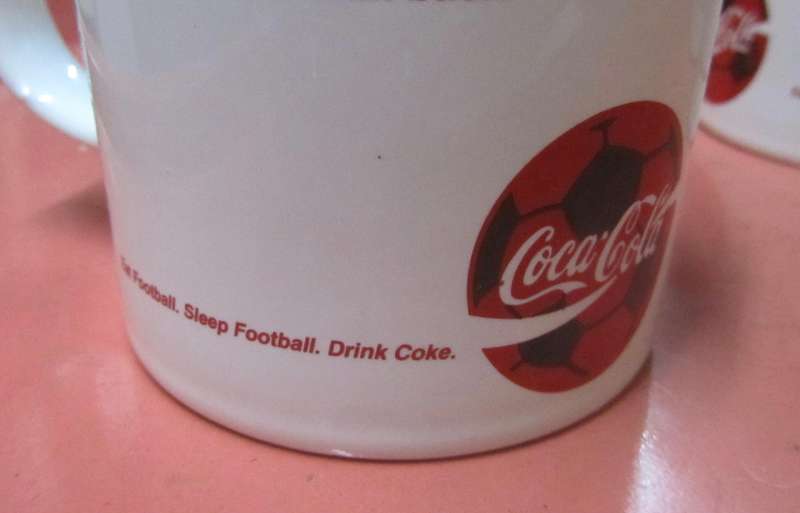 Eat Football. Sleep Football. Drink Coke.
Coca-Cola